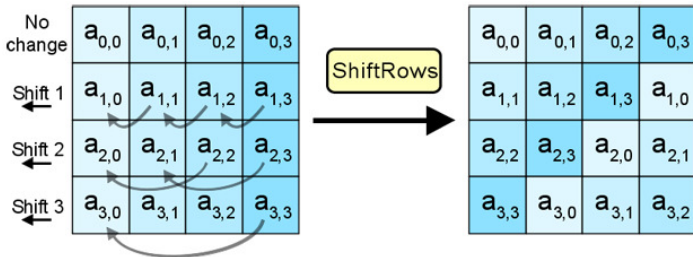 No change a0,0 a0,1 a0,2 a0,3
Shift 1 a1,0 a1,1 a1,2 a1,3
Shift 2 a2,0 a2,1 a2,2 a2,3
Shift 3 a3,0 a3,1 a3,2 a3,3
ShiftRows
a0,0 a0,1 a0,2 a0,3
a1,1 a1,2 a1,3 a1,0
a2,2 a2,3 a2,0 a2,1
a3,3 a3,0 a3,1 a3,2